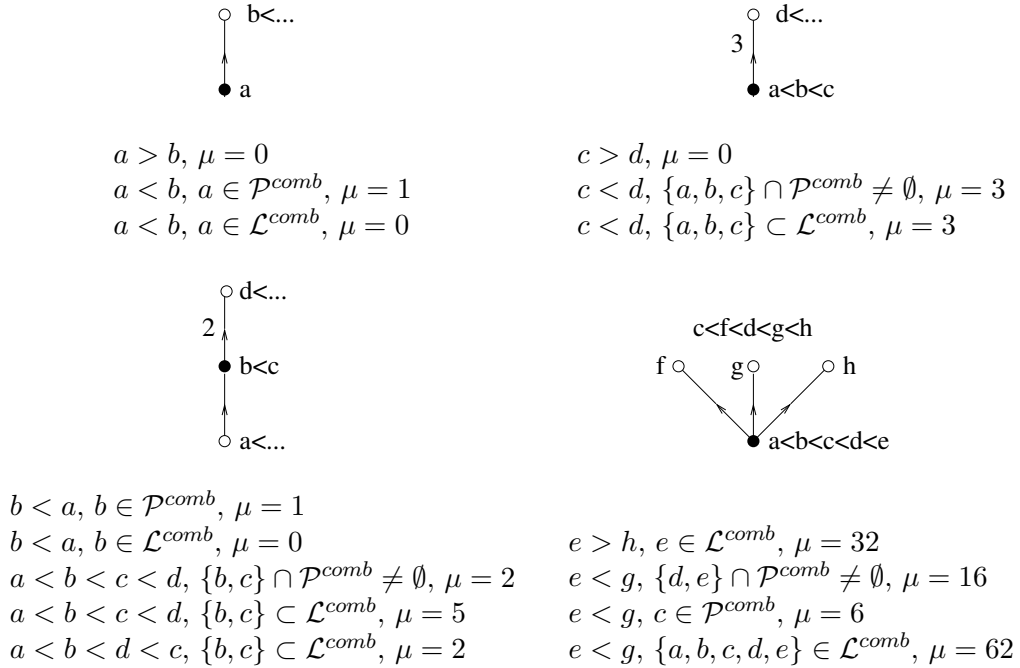 b<...
a
a > b, μ = 0
a < b, a ∈ 𝒫^{comb}, μ = 1
a < b, a ∈ ℒ^{comb}, μ = 0
d<...
3
a<b<c
c > d, μ = 0
c < d, {a, b, c} ∩ 𝒫^{comb} ≠ ∅, μ = 3
c < d, {a, b, c} ⊂ ℒ^{comb}, μ = 3
d<...
2
b<c
a<...
b < a, b ∈ 𝒫^{comb}, μ = 1
b < a, b ∈ ℒ^{comb}, μ = 0
a < b < c < d, {b, c} ∩ 𝒫^{comb} ≠ ∅, μ = 2
a < b < c < d, {b, c} ⊂ ℒ^{comb}, μ = 5
a < b < d < c, {b, c} ⊂ ℒ^{comb}, μ = 2
c<f<d<g<h
f g h
a<b<c<d<e
e > h, e ∈ ℒ^{comb}, μ = 32
e < g, {d, e} ∩ 𝒫^{comb} ≠ ∅, μ = 16
e < g, c ∈ 𝒫^{comb}, μ = 6
e < g, {a, b, c, d, e} ∈ ℒ^{comb}, μ = 62